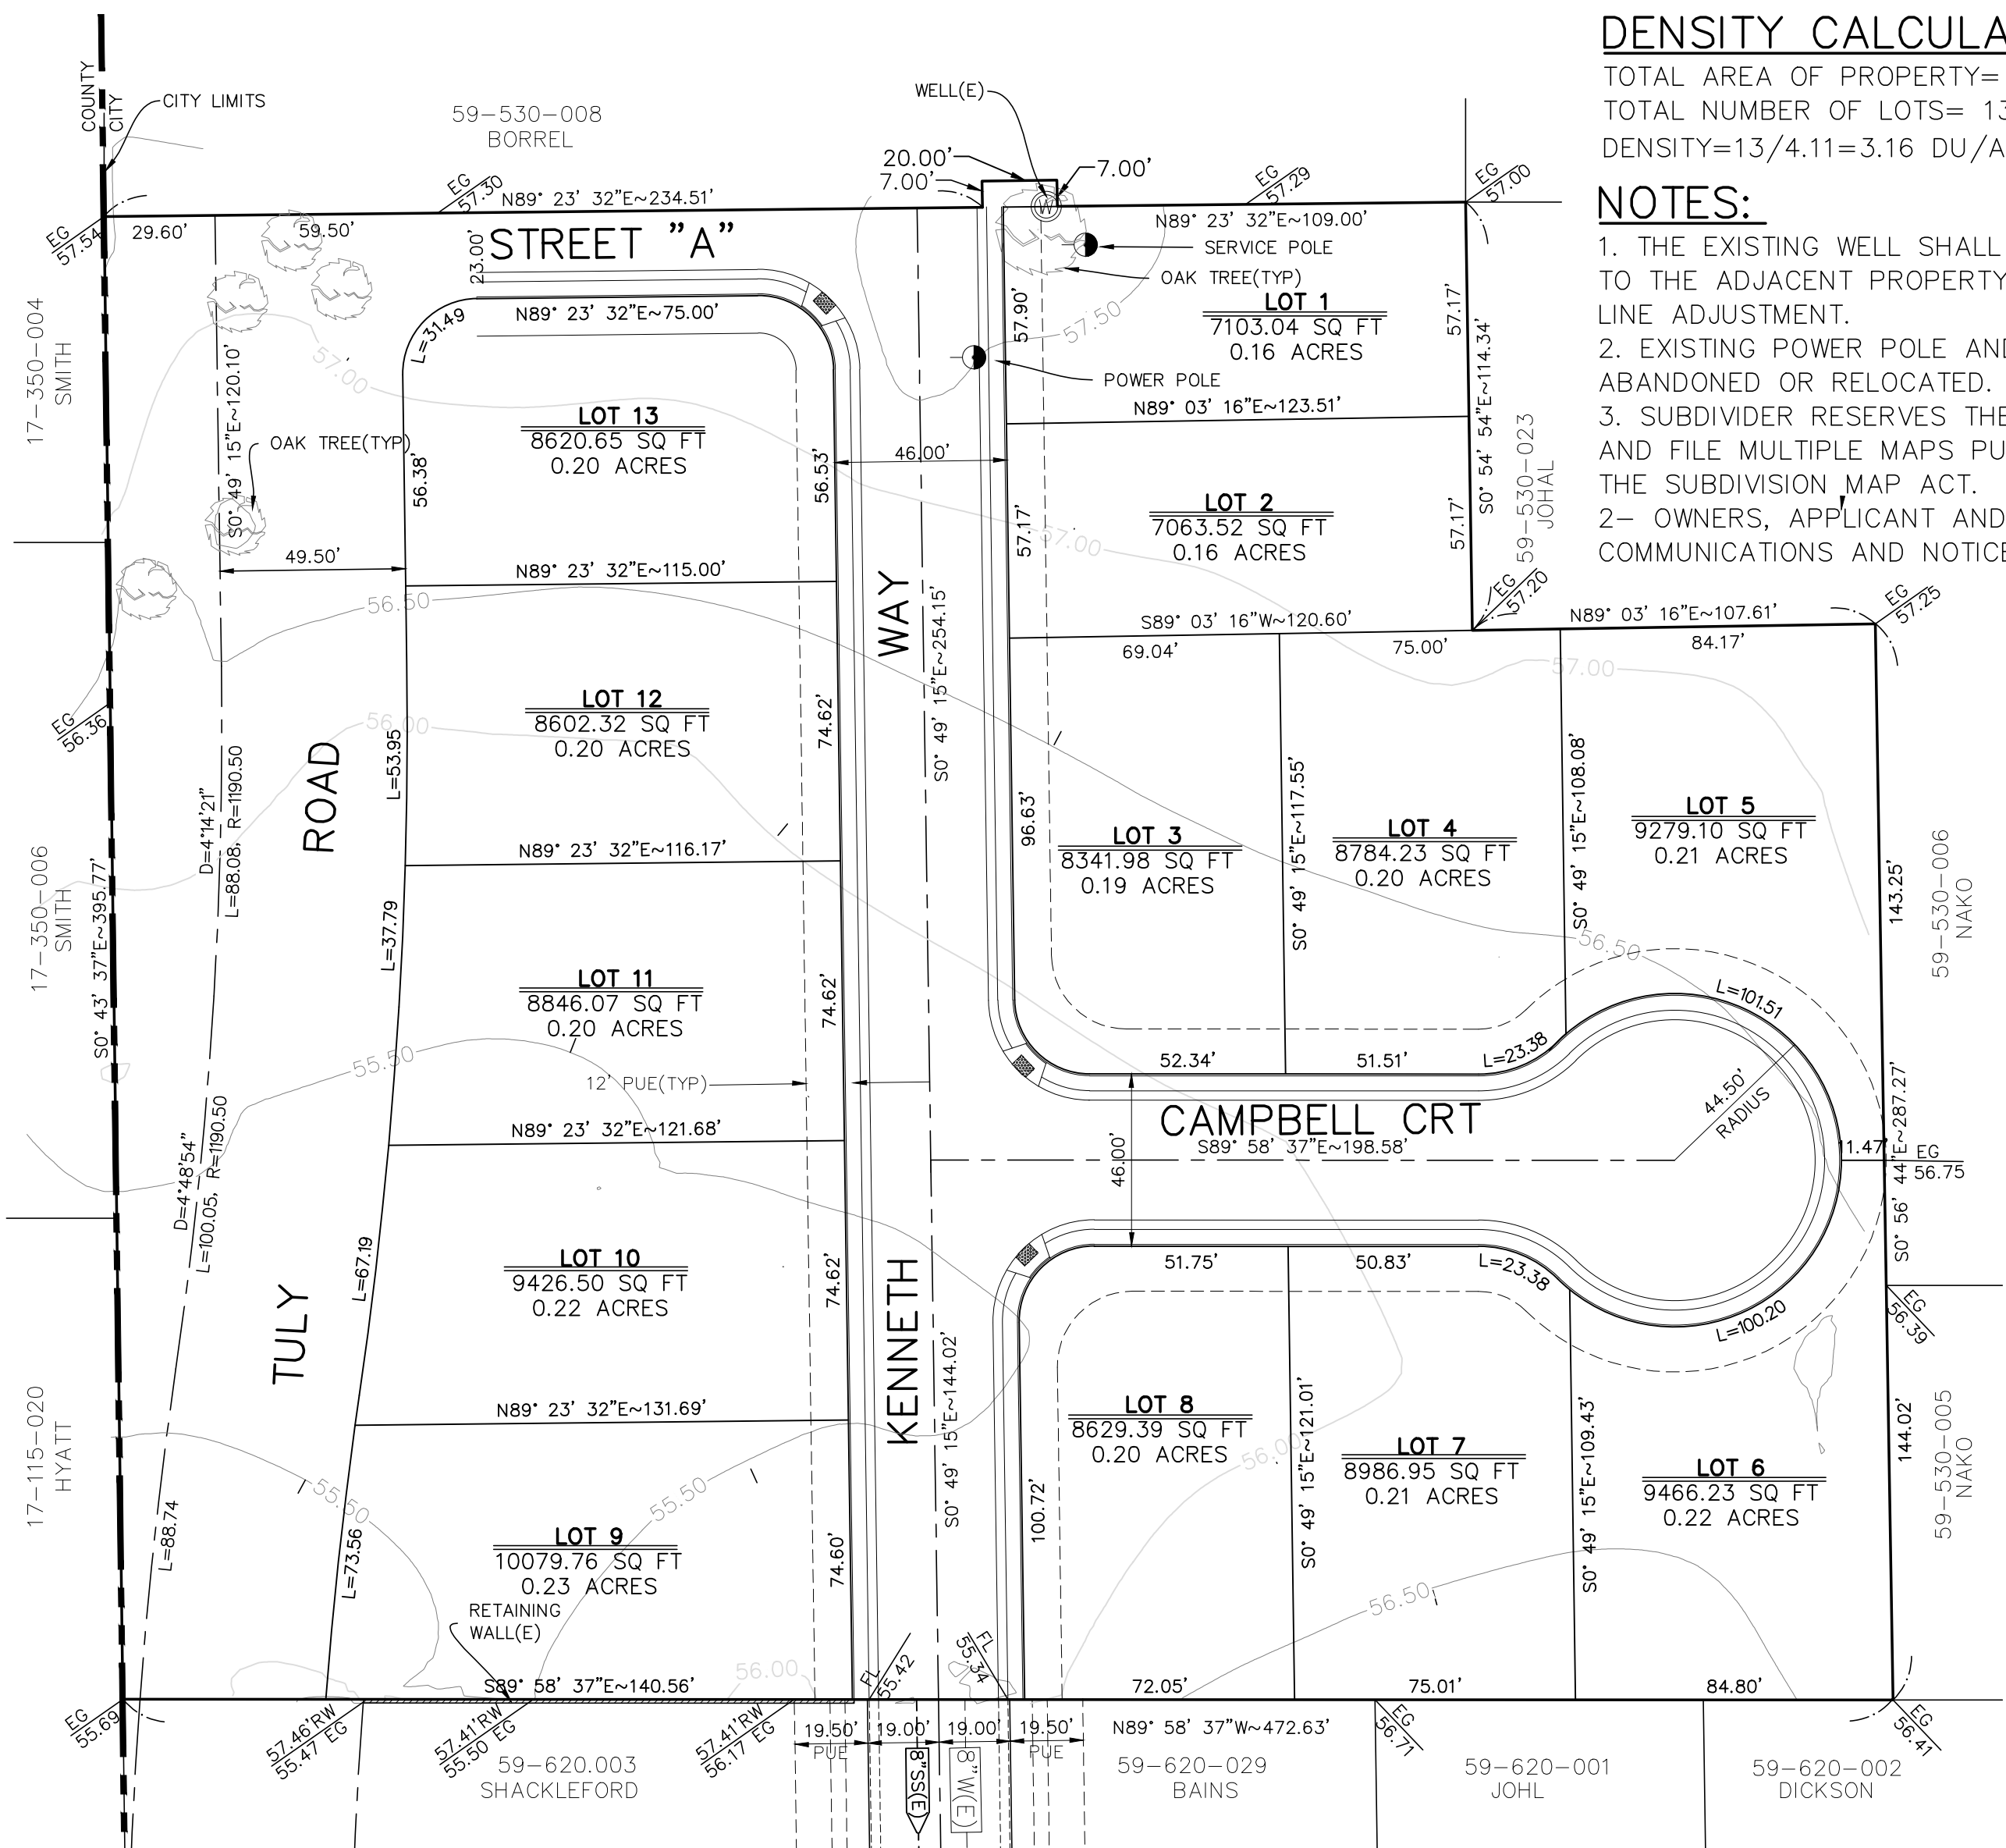 DENSITY CALCULA
TOTAL AREA OF PROPERTY=
TOTAL NUMBER OF LOTS= 13
DENSITY=13/4.11=3.16 DU/A
NOTES:
1. THE EXISTING WELL SHALL
TO THE ADJACENT PROPERTY
LINE ADJUSTMENT.
2. EXISTING POWER POLE AND
ABANDONED OR RELOCATED.
3. SUBDIVIDER RESERVES THE
AND FILE MULTIPLE MAPS PU
THE SUBDIVISION MAP ACT.
2- OWNERS, APPLICANT AND
COMMUNICATIONS AND NOTICE
COUNTY
CITY
CITY LIMITS
59-530-008
BORREL
WELL(E)
20.00'
7.00'
7.00'
EG
57.54
EG
57.30
N89° 23' 32"E~234.51'
EG
57.29
EG
57.00
N89° 23' 32"E~109.00'
29.60'
59.50'
23.00'
STREET "A"
SERVICE POLE
OAK TREE(TYP)
POWER POLE
57.50
57.00
L=31.49
N89° 23' 32"E~75.00'
57.90'
LOT 1
7103.04 SQ FT
0.16 ACRES
57.17'
S0° 54' 54"E~114.34'
N89° 03' 16"E~123.51'
17-350-004
SMITH
S0° 49' 15"E~120.10'
OAK TREE(TYP)
56.38'
LOT 13
8620.65 SQ FT
0.20 ACRES
56.53'
46.00'
57.17'
57.00
LOT 2
7063.52 SQ FT
0.16 ACRES
57.17'
59-530-023
JOHAL
49.50'
N89° 23' 32"E~115.00'
56.50
EG
57.20
N89° 03' 16"E~107.61'
EG
57.25
S89° 03' 16"W~120.60'
69.04'
75.00'
84.17'
57.00
WAY
S0° 49' 15"E~254.15'
EG
56.36
LOT 12
8602.32 SQ FT
0.20 ACRES
74.62'
56.00
L=53.95
ROAD
D=4°14'21"
L=88.08, R=1190.50
N89° 23' 32"E~116.17'
96.63'
LOT 3
8341.98 SQ FT
0.19 ACRES
S0° 49' 15"E~117.55'
LOT 4
8784.23 SQ FT
0.20 ACRES
S0° 49' 15"E~108.08'
LOT 5
9279.10 SQ FT
0.21 ACRES
143.25'
59-530-006
NAKO
17-350-006
SMITH
S0° 43' 37"E~395.77'
L=37.79
LOT 11
8846.07 SQ FT
0.20 ACRES
74.62'
56.50
L=101.51
55.50
12' PUE(TYP)
52.34'
51.51'
L=23.38
44.50'
RADIUS
CAMPBELL CRT
S89° 58' 37"E~198.58'
46.00'
11.47'
EG
56.75
S0° 56' 44"E~287.27'
N89° 23' 32"E~121.68'
D=4°48'54"
L=100.05, R=1190.50
L=67.19
LOT 10
9426.50 SQ FT
0.22 ACRES
74.62'
TULY
KENNETH
S0° 49' 15"E~144.02'
51.75'
50.83'
L=23.38
L=100.20
EG
56.39
N89° 23' 32"E~131.69'
17-115-020
HYATT
LOT 8
8629.39 SQ FT
0.20 ACRES
S0° 49' 15"E~121.01'
LOT 7
8986.95 SQ FT
0.21 ACRES
S0° 49' 15"E~109.43'
LOT 6
9466.23 SQ FT
0.22 ACRES
144.02'
59-530-005
NAKO
56.00
100.72'
55.50
55.50
L=88.74
L=73.56
LOT 9
10079.76 SQ FT
0.23 ACRES
74.60'
RETAINING
WALL(E)
56.50
56.00
FL
55.42
FL
55.34
S89° 58' 37"E~140.56'
72.05'
75.01'
84.80'
EG
55.69
57.46'RW
55.47 EG
57.41'RW
55.50 EG
57.41'RW
56.17 EG
19.50'
PUE
19.00'
19.00'
19.50'
PUE
N89° 58' 37"W~472.63'
EG
56.71
EG
56.41
59-620.003
SHACKLEFORD
8"SS(E)
8"W(E)
59-620-029
BAINS
59-620-001
JOHL
59-620-002
DICKSON